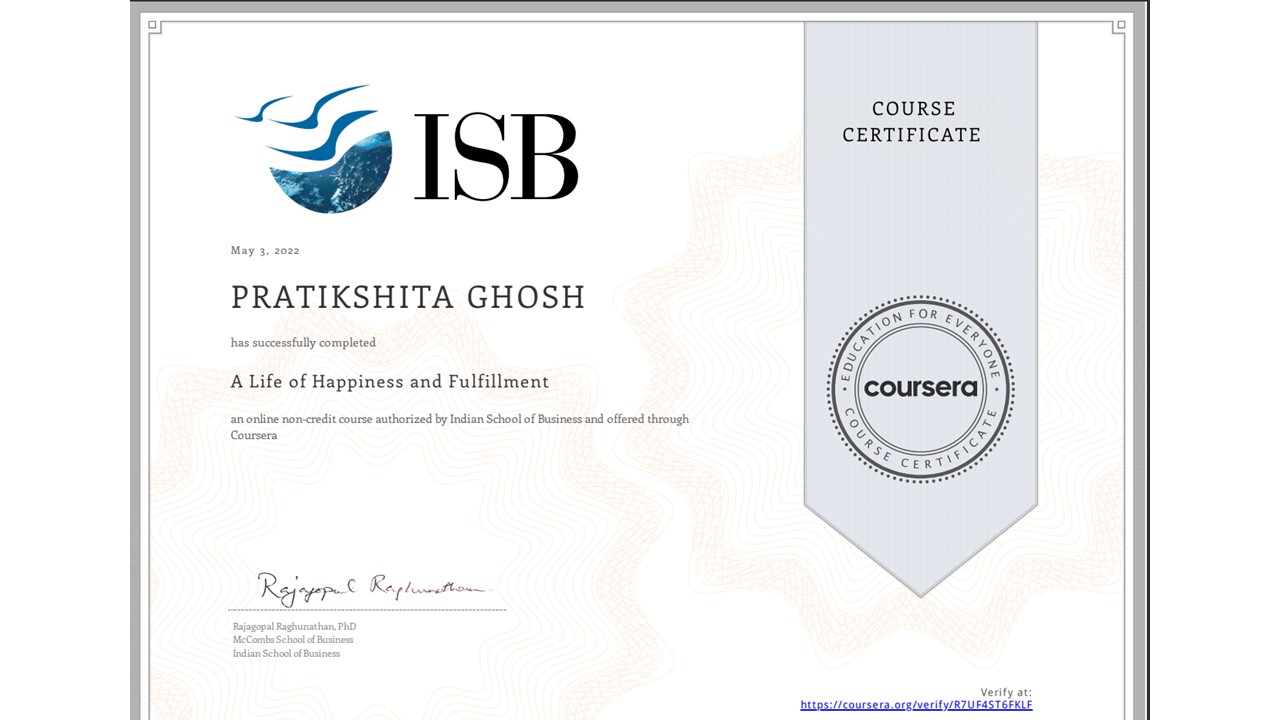 ISB
COURSE
CERTIFICATE
May 3, 2022
PRATIKSHITA GHOSH
has successfully completed
A Life of Happiness and Fulfillment
an online non-credit course authorized by Indian School of Business and offered through
Coursera
EDUCATION FOR EVERYONE
coursera
COURSE CERTIFICATE
Rajagopal Raghunathan
Rajagopal Raghunathan, PhD
McCombs School of Business
Indian School of Business
Verify at:
https://coursera.org/verify/R7UF4ST6FKLF